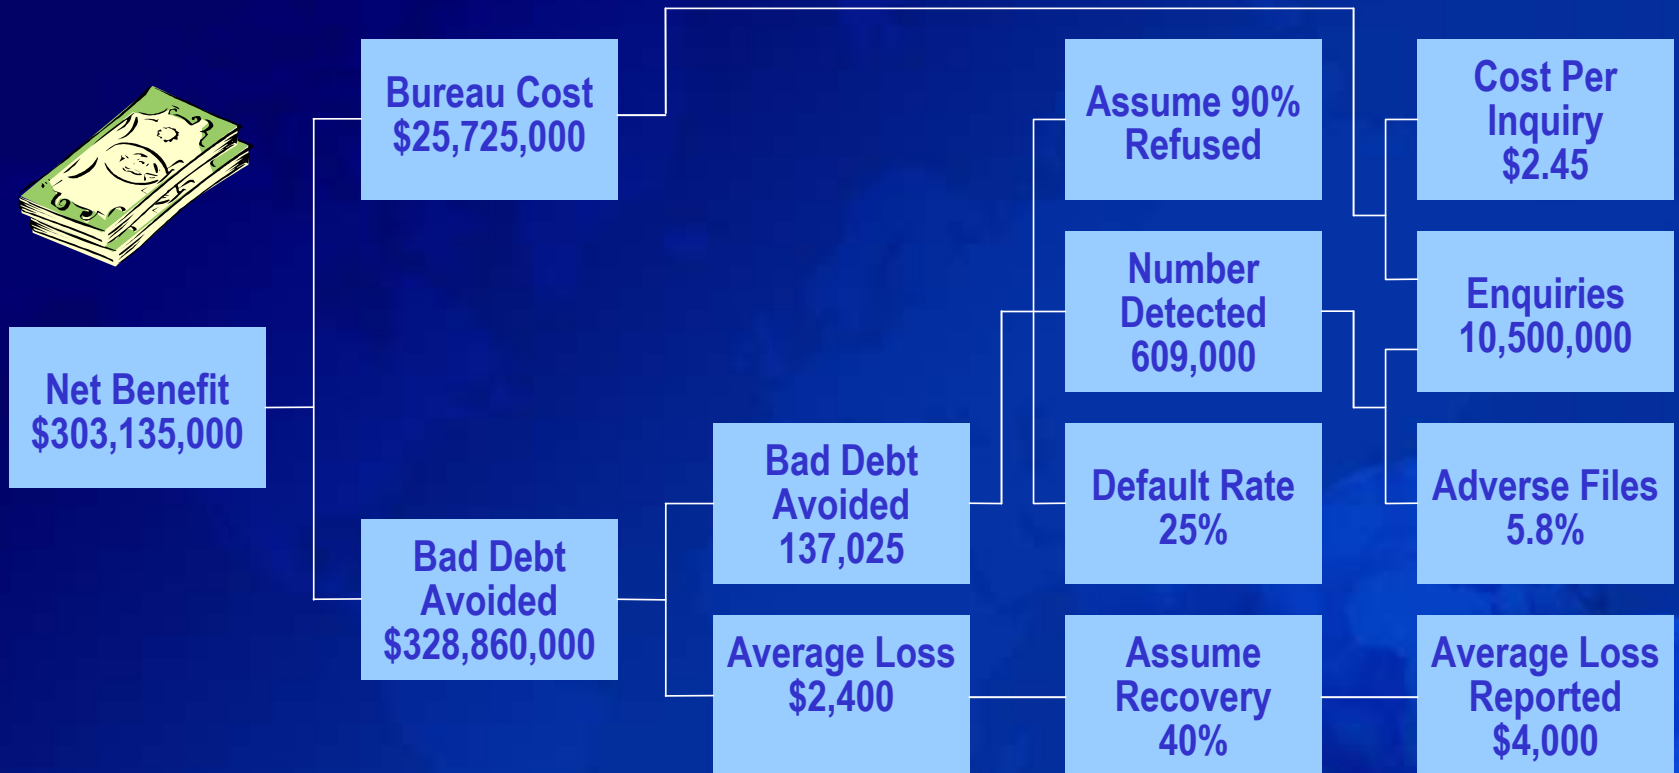 Bureau Cost
$25,725,000
Assume 90%
Refused
Cost Per
Inquiry
$2.45
Number
Detected
609,000
Enquiries
10,500,000
Net Benefit
$303,135,000
Bad Debt
Avoided
137,025
Default Rate
25%
Adverse Files
5.8%
Bad Debt
Avoided
$328,860,000
Average Loss
$2,400
Assume
Recovery
40%
Average Loss
Reported
$4,000